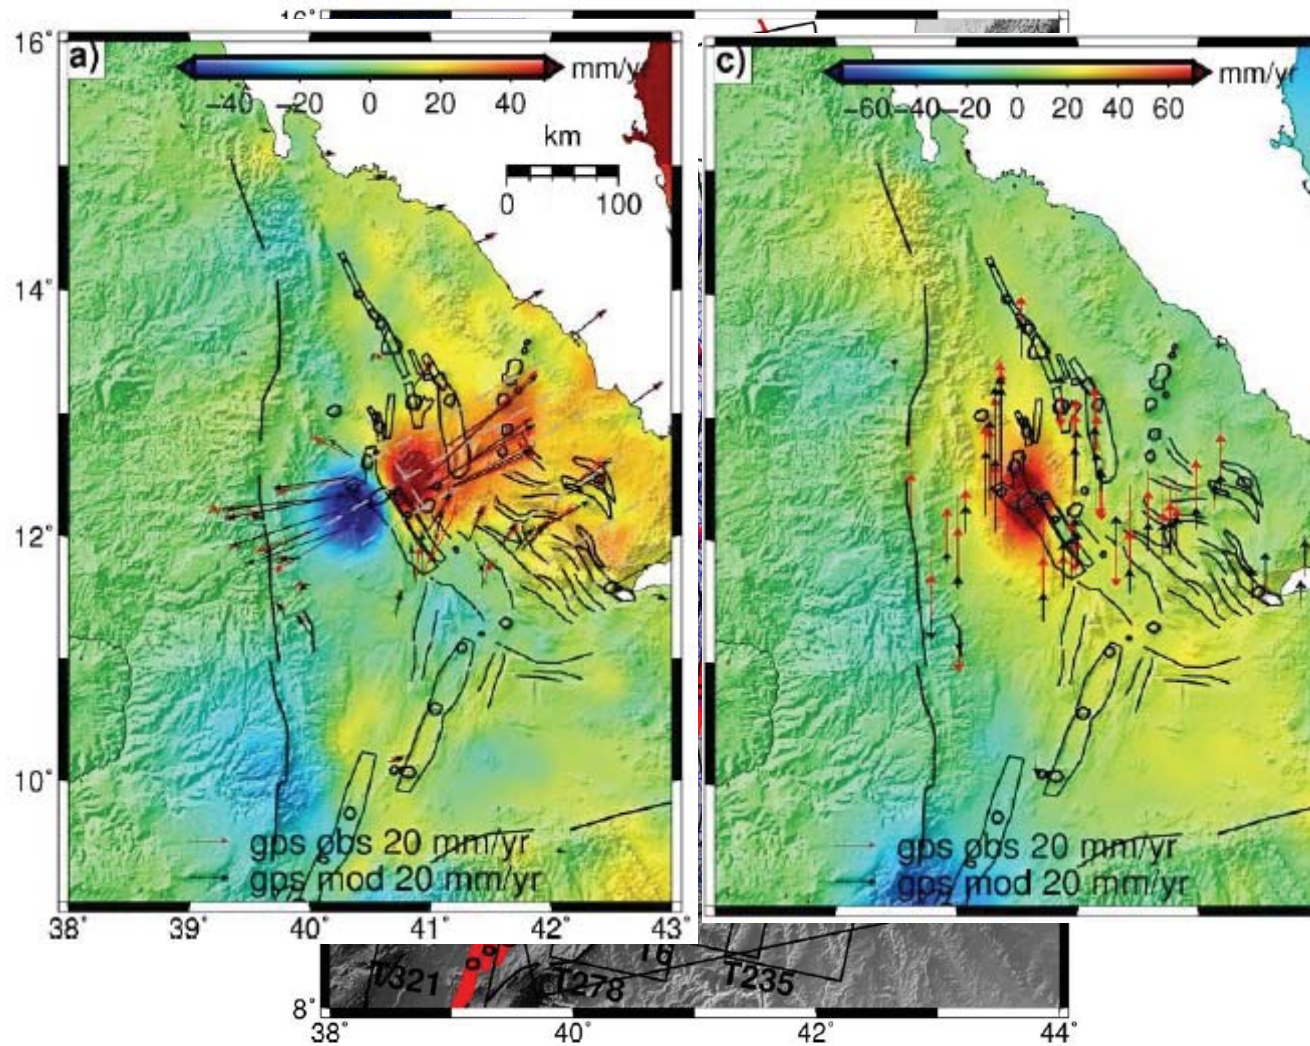 16°
a)
mm/yr
−40 −20 0 20 40
km
0 100
16°
14°
12°
10°
gps obs 20 mm/yr
gps mod 20 mm/yr
38° 39° 40° 41° 42° 43°
c)
mm/yr
−60 −40 −20 0 20 40 60
gps obs 20 mm/yr
gps mod 20 mm/yr
T321
T278
T6
T235
8°
38° 40° 42° 44°